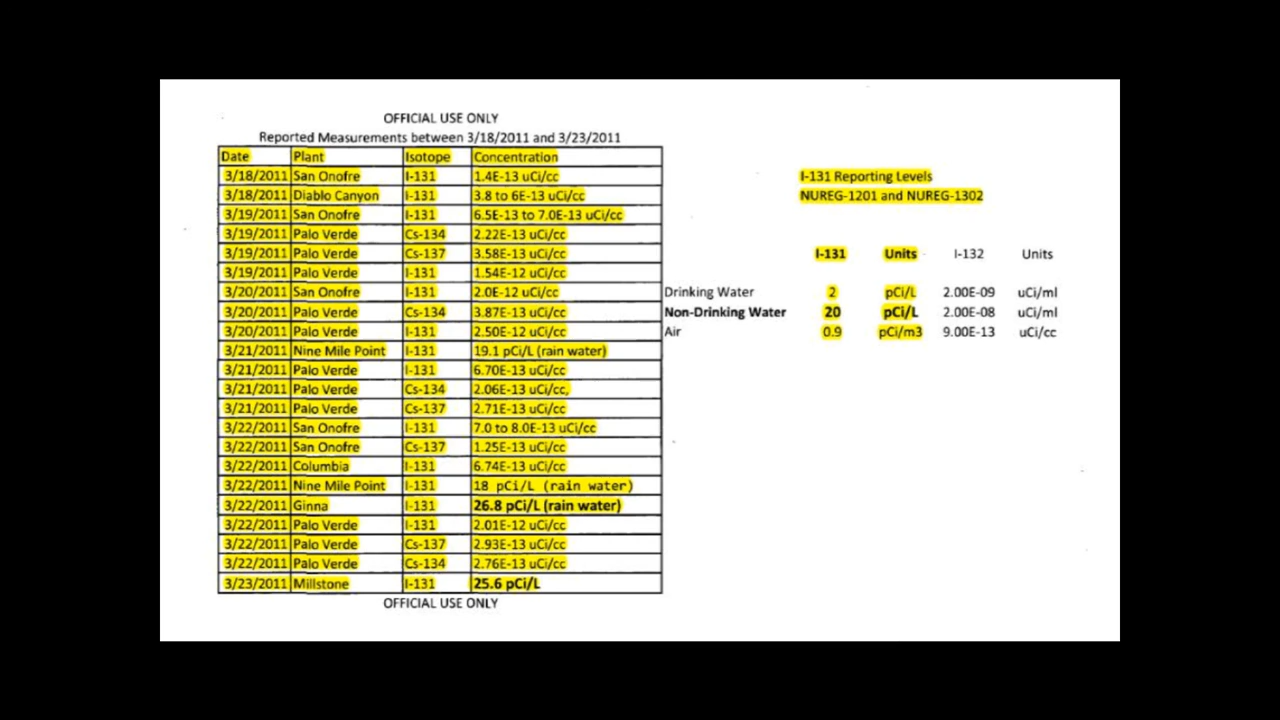 OFFICIAL USE ONLY
Reported Measurements between 3/18/2011 and 3/23/2011
Date Plant Isotope Concentration
3/18/2011 San Onofre I-131 1.4E-13 uCi/cc
3/18/2011 Diablo Canyon I-131 3.8 to 6E-13 uCi/cc
3/19/2011 San Onofre I-131 6.5E-13 to 7.0E-13 uCi/cc
3/19/2011 Palo Verde Cs-134 2.22E-13 uCi/cc
3/19/2011 Palo Verde Cs-137 3.58E-13 uCi/cc
3/19/2011 Palo Verde I-131 1.54E-12 uCi/cc
3/20/2011 San Onofre I-131 2.0E-12 uCi/cc
3/20/2011 Palo Verde Cs-134 3.87E-13 uCi/cc
3/20/2011 Palo Verde I-131 2.50E-12 uCi/cc
3/21/2011 Nine Mile Point I-131 19.1 pCi/L (rain water)
3/21/2011 Palo Verde I-131 6.70E-13 uCi/cc
3/21/2011 Palo Verde Cs-134 2.06E-13 uCi/cc,
3/21/2011 Palo Verde Cs-137 2.71E-13 uCi/cc
3/22/2011 San Onofre I-131 7.0 to 8.0E-13 uCi/cc
3/22/2011 San Onofre Cs-137 1.25E-13 uCi/cc
3/22/2011 Columbia I-131 6.74E-13 uCi/cc
3/22/2011 Nine Mile Point I-131 18 pCi/L (rain water)
3/22/2011 Ginna I-131 26.8 pCi/L (rain water)
3/22/2011 Palo Verde I-131 2.01E-12 uCi/cc
3/22/2011 Palo Verde Cs-137 2.93E-13 uCi/cc
3/22/2011 Palo Verde Cs-134 2.76E-13 uCi/cc
3/23/2011 Millstone I-131 25.6 pCi/L
OFFICIAL USE ONLY
I-131 Reporting Levels
NUREG-1201 and NUREG-1302
I-131 Units I-132 Units
Drinking Water 2 pCi/L 2.00E-09 uCi/ml
Non-Drinking Water 20 pCi/L 2.00E-08 uCi/ml
Air 0.9 pCi/m3 9.00E-13 uCi/cc